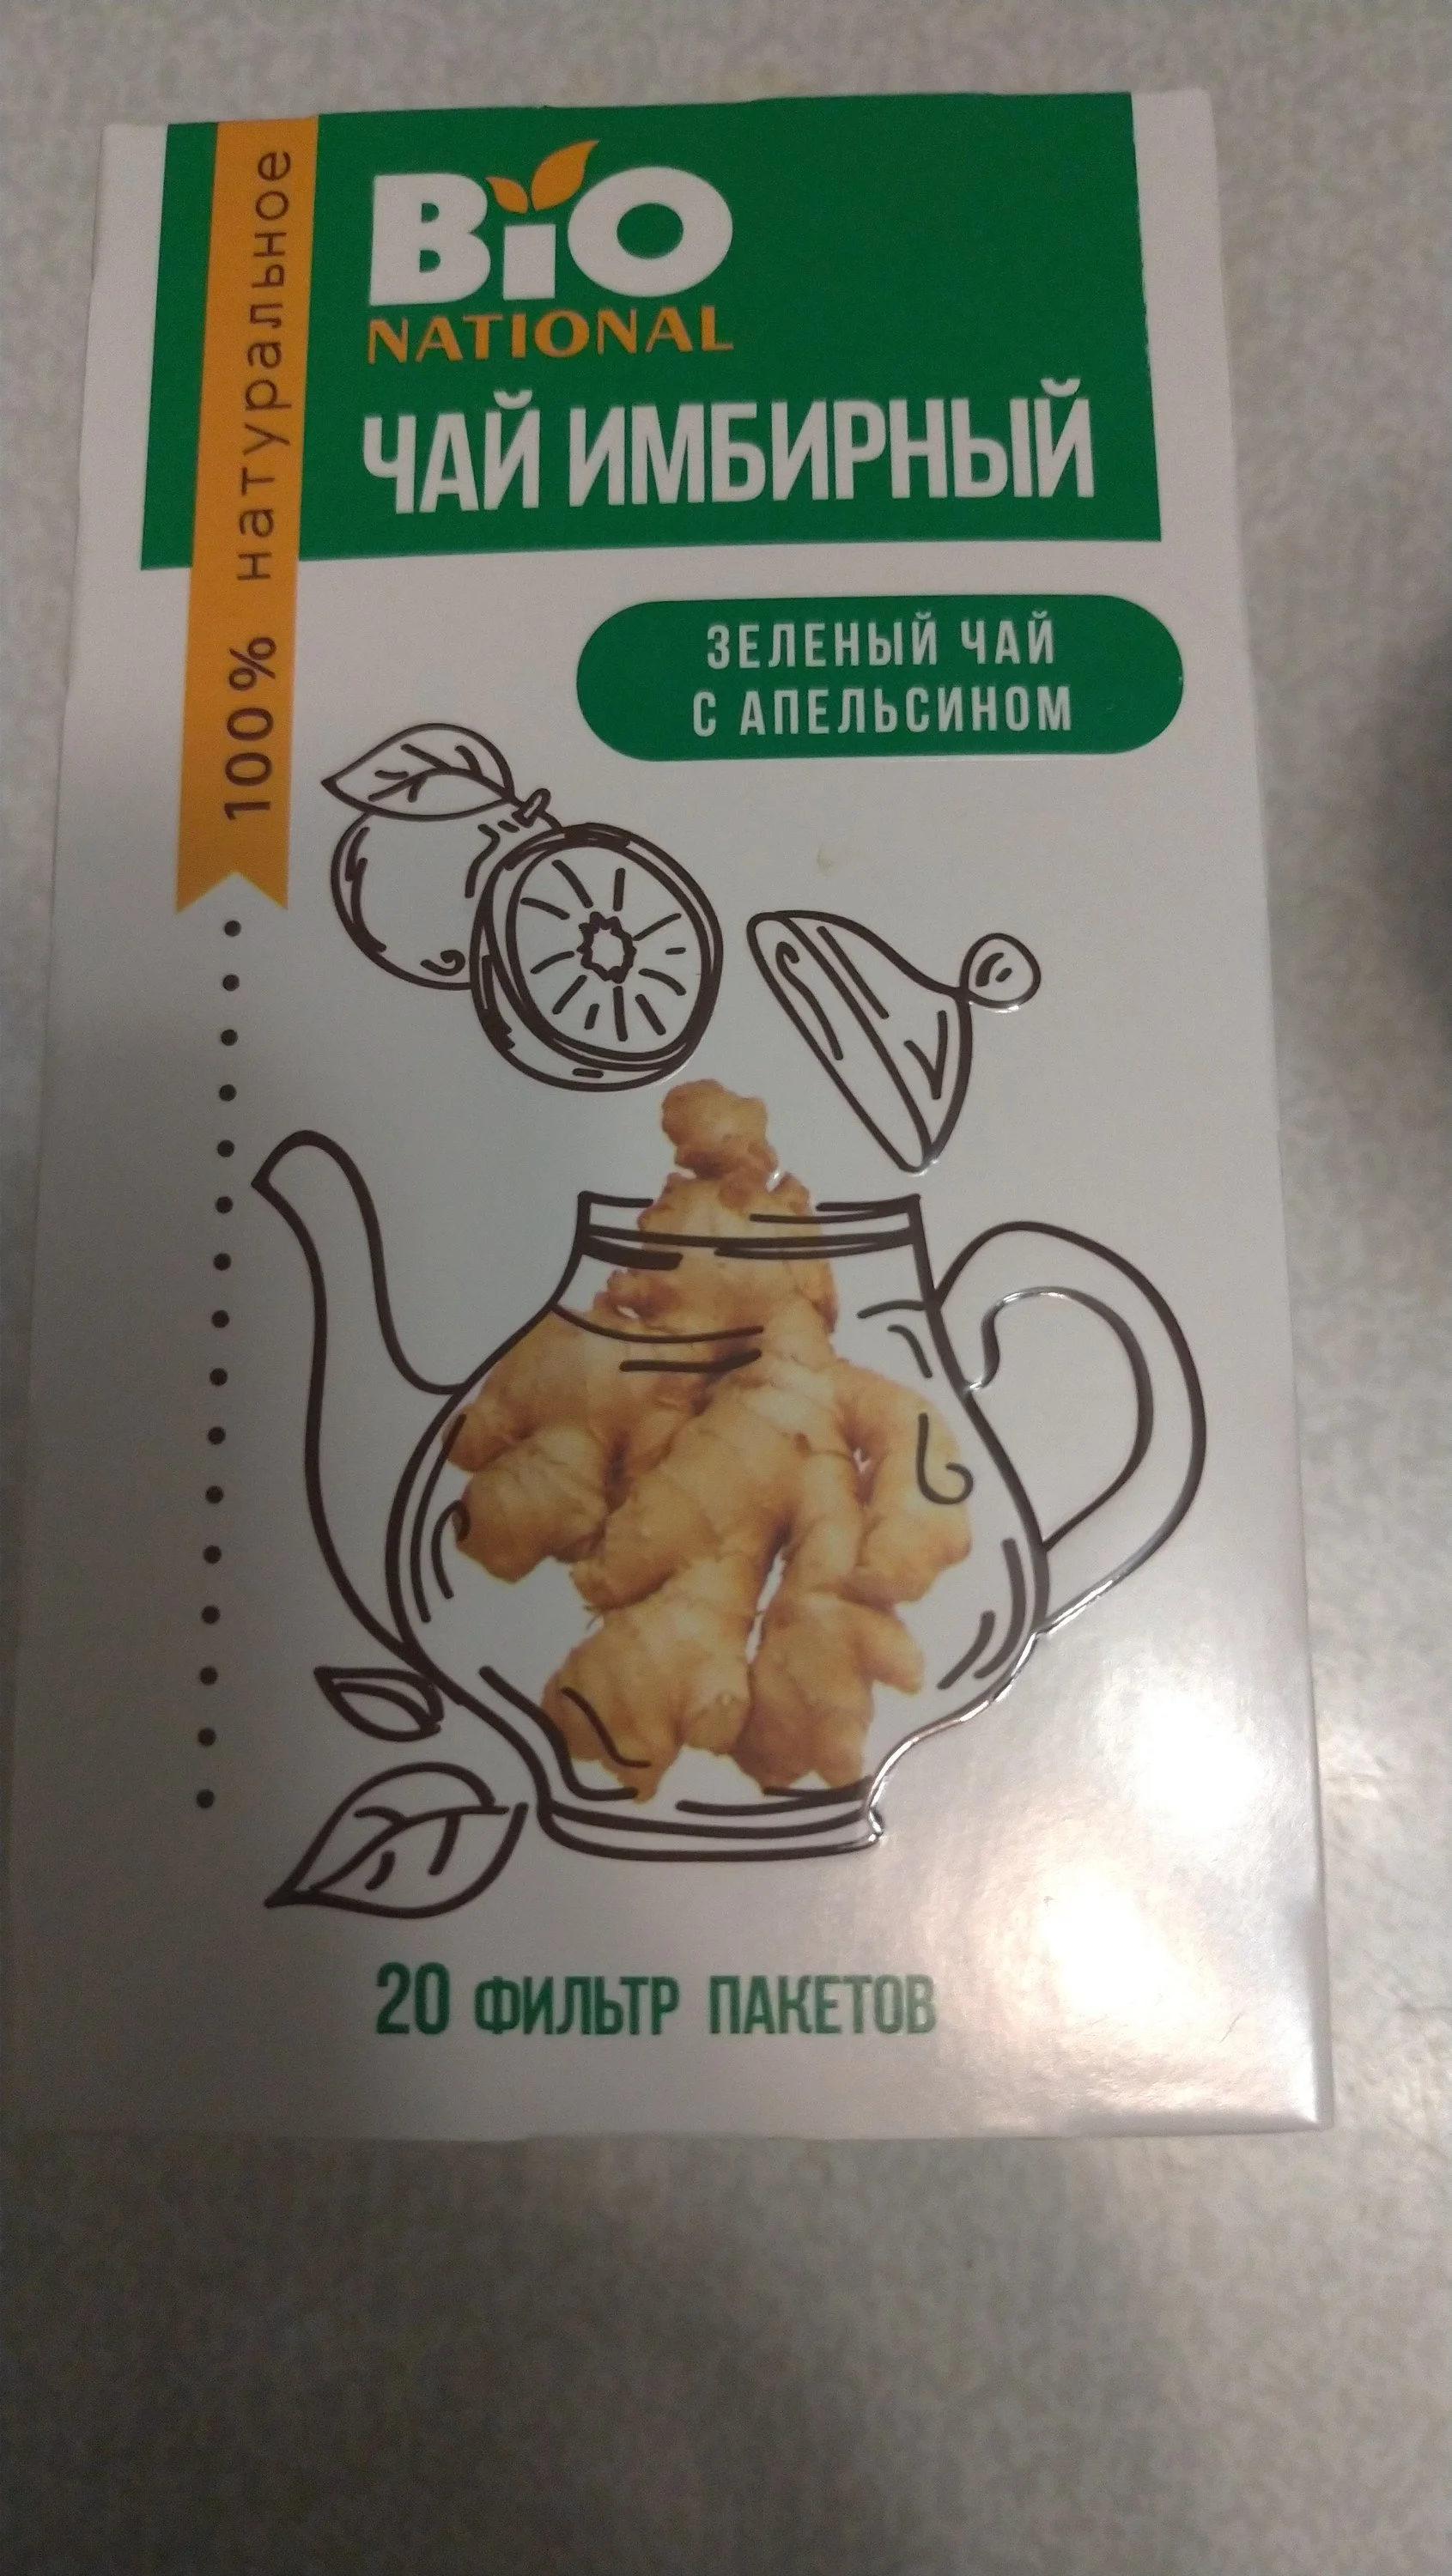 100% натуральное
BiO
NATIONAL
ЧАЙ ИМБИРНЫЙ
ЗЕЛЕНЫЙ ЧАЙ
С АПЕЛЬСИНОМ
20 ФИЛЬТР ПАКЕТОВ